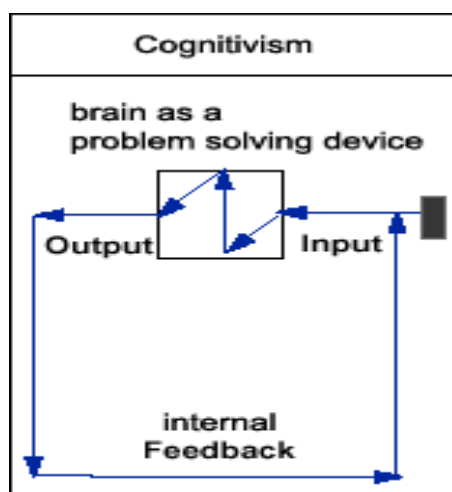 Cognitivism
brain as a
problem solving device
Output
Input
internal
Feedback